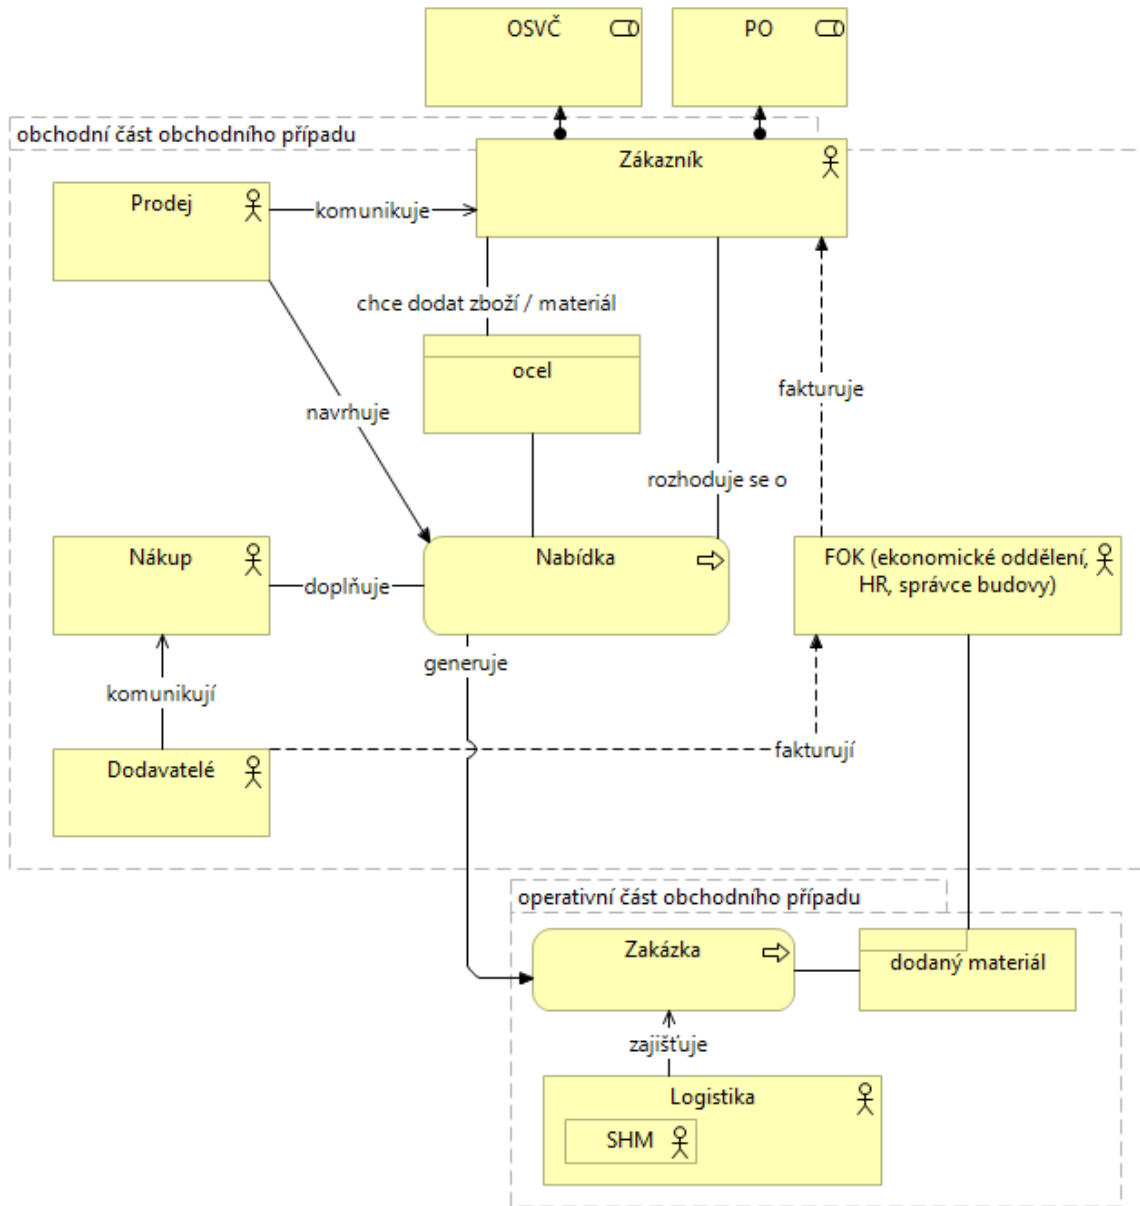 OSVČ
PO
obchodní část obchodního případu
Zákazník
Prodej
komunikuje
chce dodat zboží / materiál
ocel
fakturuje
navrhuje
rozhoduje se o
Nákup
Nabídka
FOK (ekonomické oddělení,
HR, správce budovy)
doplňuje
generuje
komunikují
Dodavatelé
fakturují
operativní část obchodního případu
Zakázka
dodaný materiál
zajišťuje
Logistika
SHM